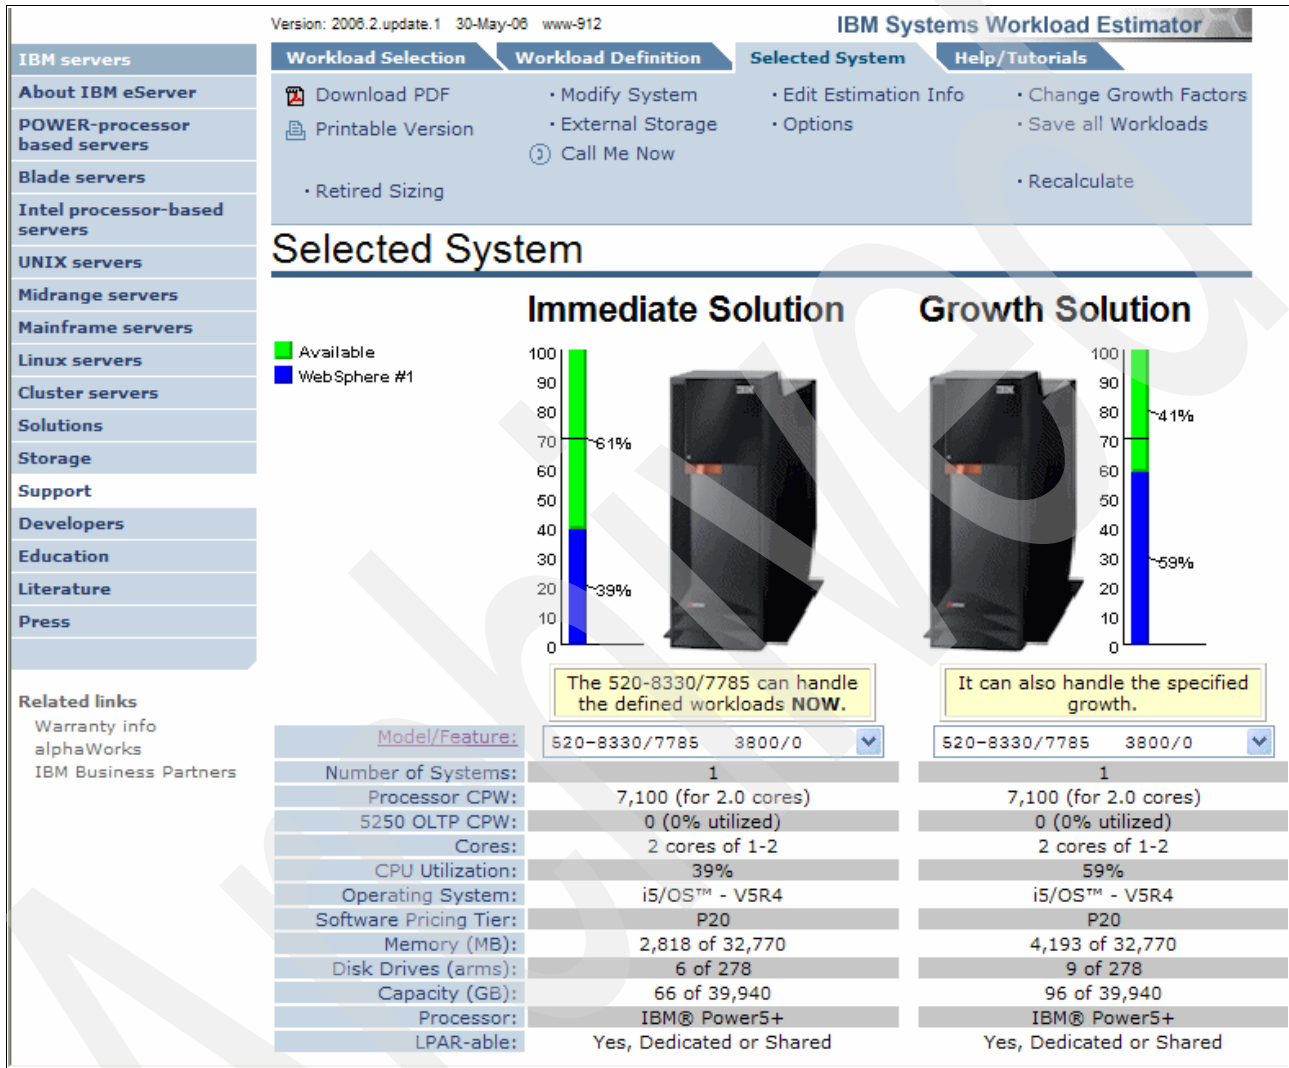 Version: 2006.2.update.1 30-May-06 www-912
IBM Systems Workload Estimator
IBM servers
About IBM eServer
POWER-processor
based servers
Blade servers
Intel processor-based
servers
UNIX servers
Midrange servers
Mainframe servers
Linux servers
Cluster servers
Solutions
Storage
Support
Developers
Education
Literature
Press
Related links
Warranty info
alphaWorks
IBM Business Partners
Workload Selection Workload Definition Selected System Help/Tutorials
Download PDF · Modify System · Edit Estimation Info · Change Growth Factors
Printable Version · External Storage · Options · Save all Workloads
Call Me Now
· Retired Sizing · Recalculate
Selected System
Immediate Solution Growth Solution
Available
WebSphere #1
100
90
80
70
60
50
40
30
20
10
0
61%
39%
100
90
80
70
60
50
40
30
20
10
0
41%
59%
The 520-8330/7785 can handle
the defined workloads NOW.
It can also handle the specified
growth.
Model/Feature: 520-8330/7785 3800/0 520-8330/7785 3800/0
Number of Systems: 1 1
Processor CPW: 7,100 (for 2.0 cores) 7,100 (for 2.0 cores)
5250 OLTP CPW: 0 (0% utilized) 0 (0% utilized)
Cores: 2 cores of 1-2 2 cores of 1-2
CPU Utilization: 39% 59%
Operating System: i5/OS™ - V5R4 i5/OS™ - V5R4
Software Pricing Tier: P20 P20
Memory (MB): 2,818 of 32,770 4,193 of 32,770
Disk Drives (arms): 6 of 278 9 of 278
Capacity (GB): 66 of 39,940 96 of 39,940
Processor: IBM® Power5+ IBM® Power5+
LPAR-able: Yes, Dedicated or Shared Yes, Dedicated or Shared
Archived